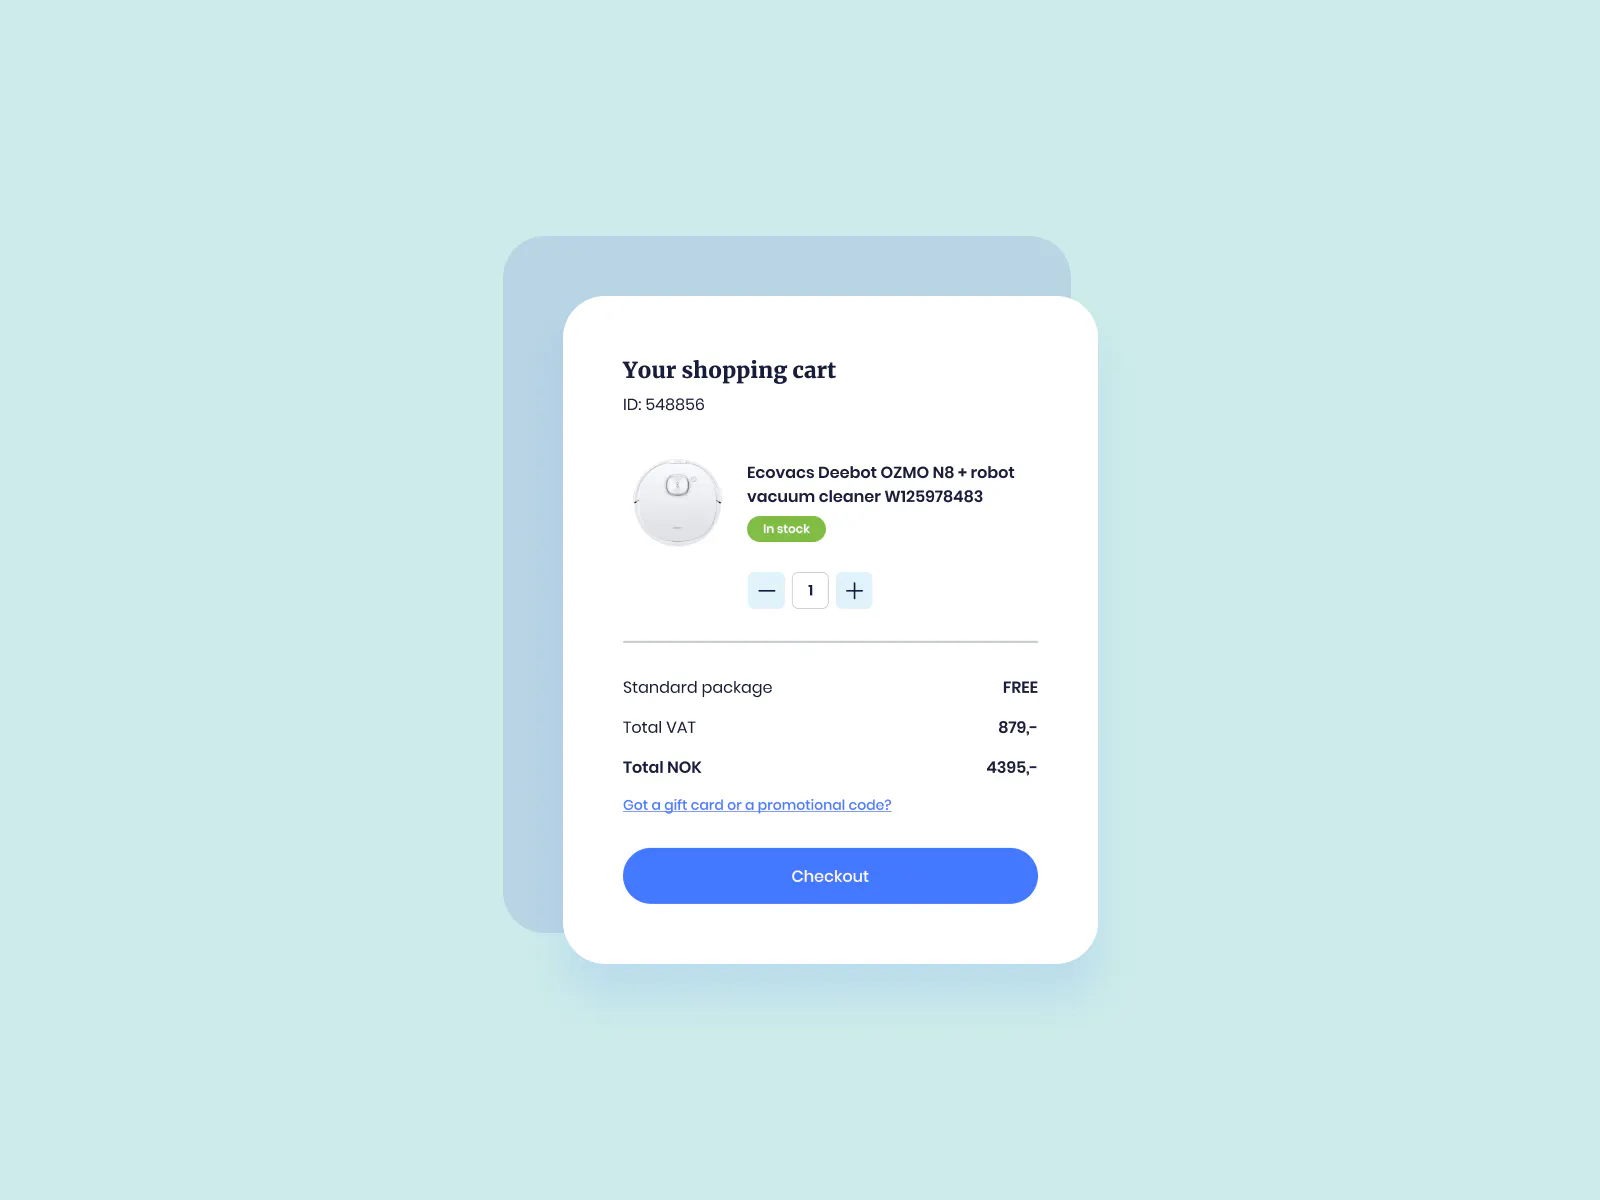 Your shopping cart
ID: 548856
Ecovacs Deebot OZMO N8 + robot
vacuum cleaner W125978483
In stock
1
Standard package FREE
Total VAT 879,-
Total NOK 4395,-
Got a gift card or a promotional code?
Checkout